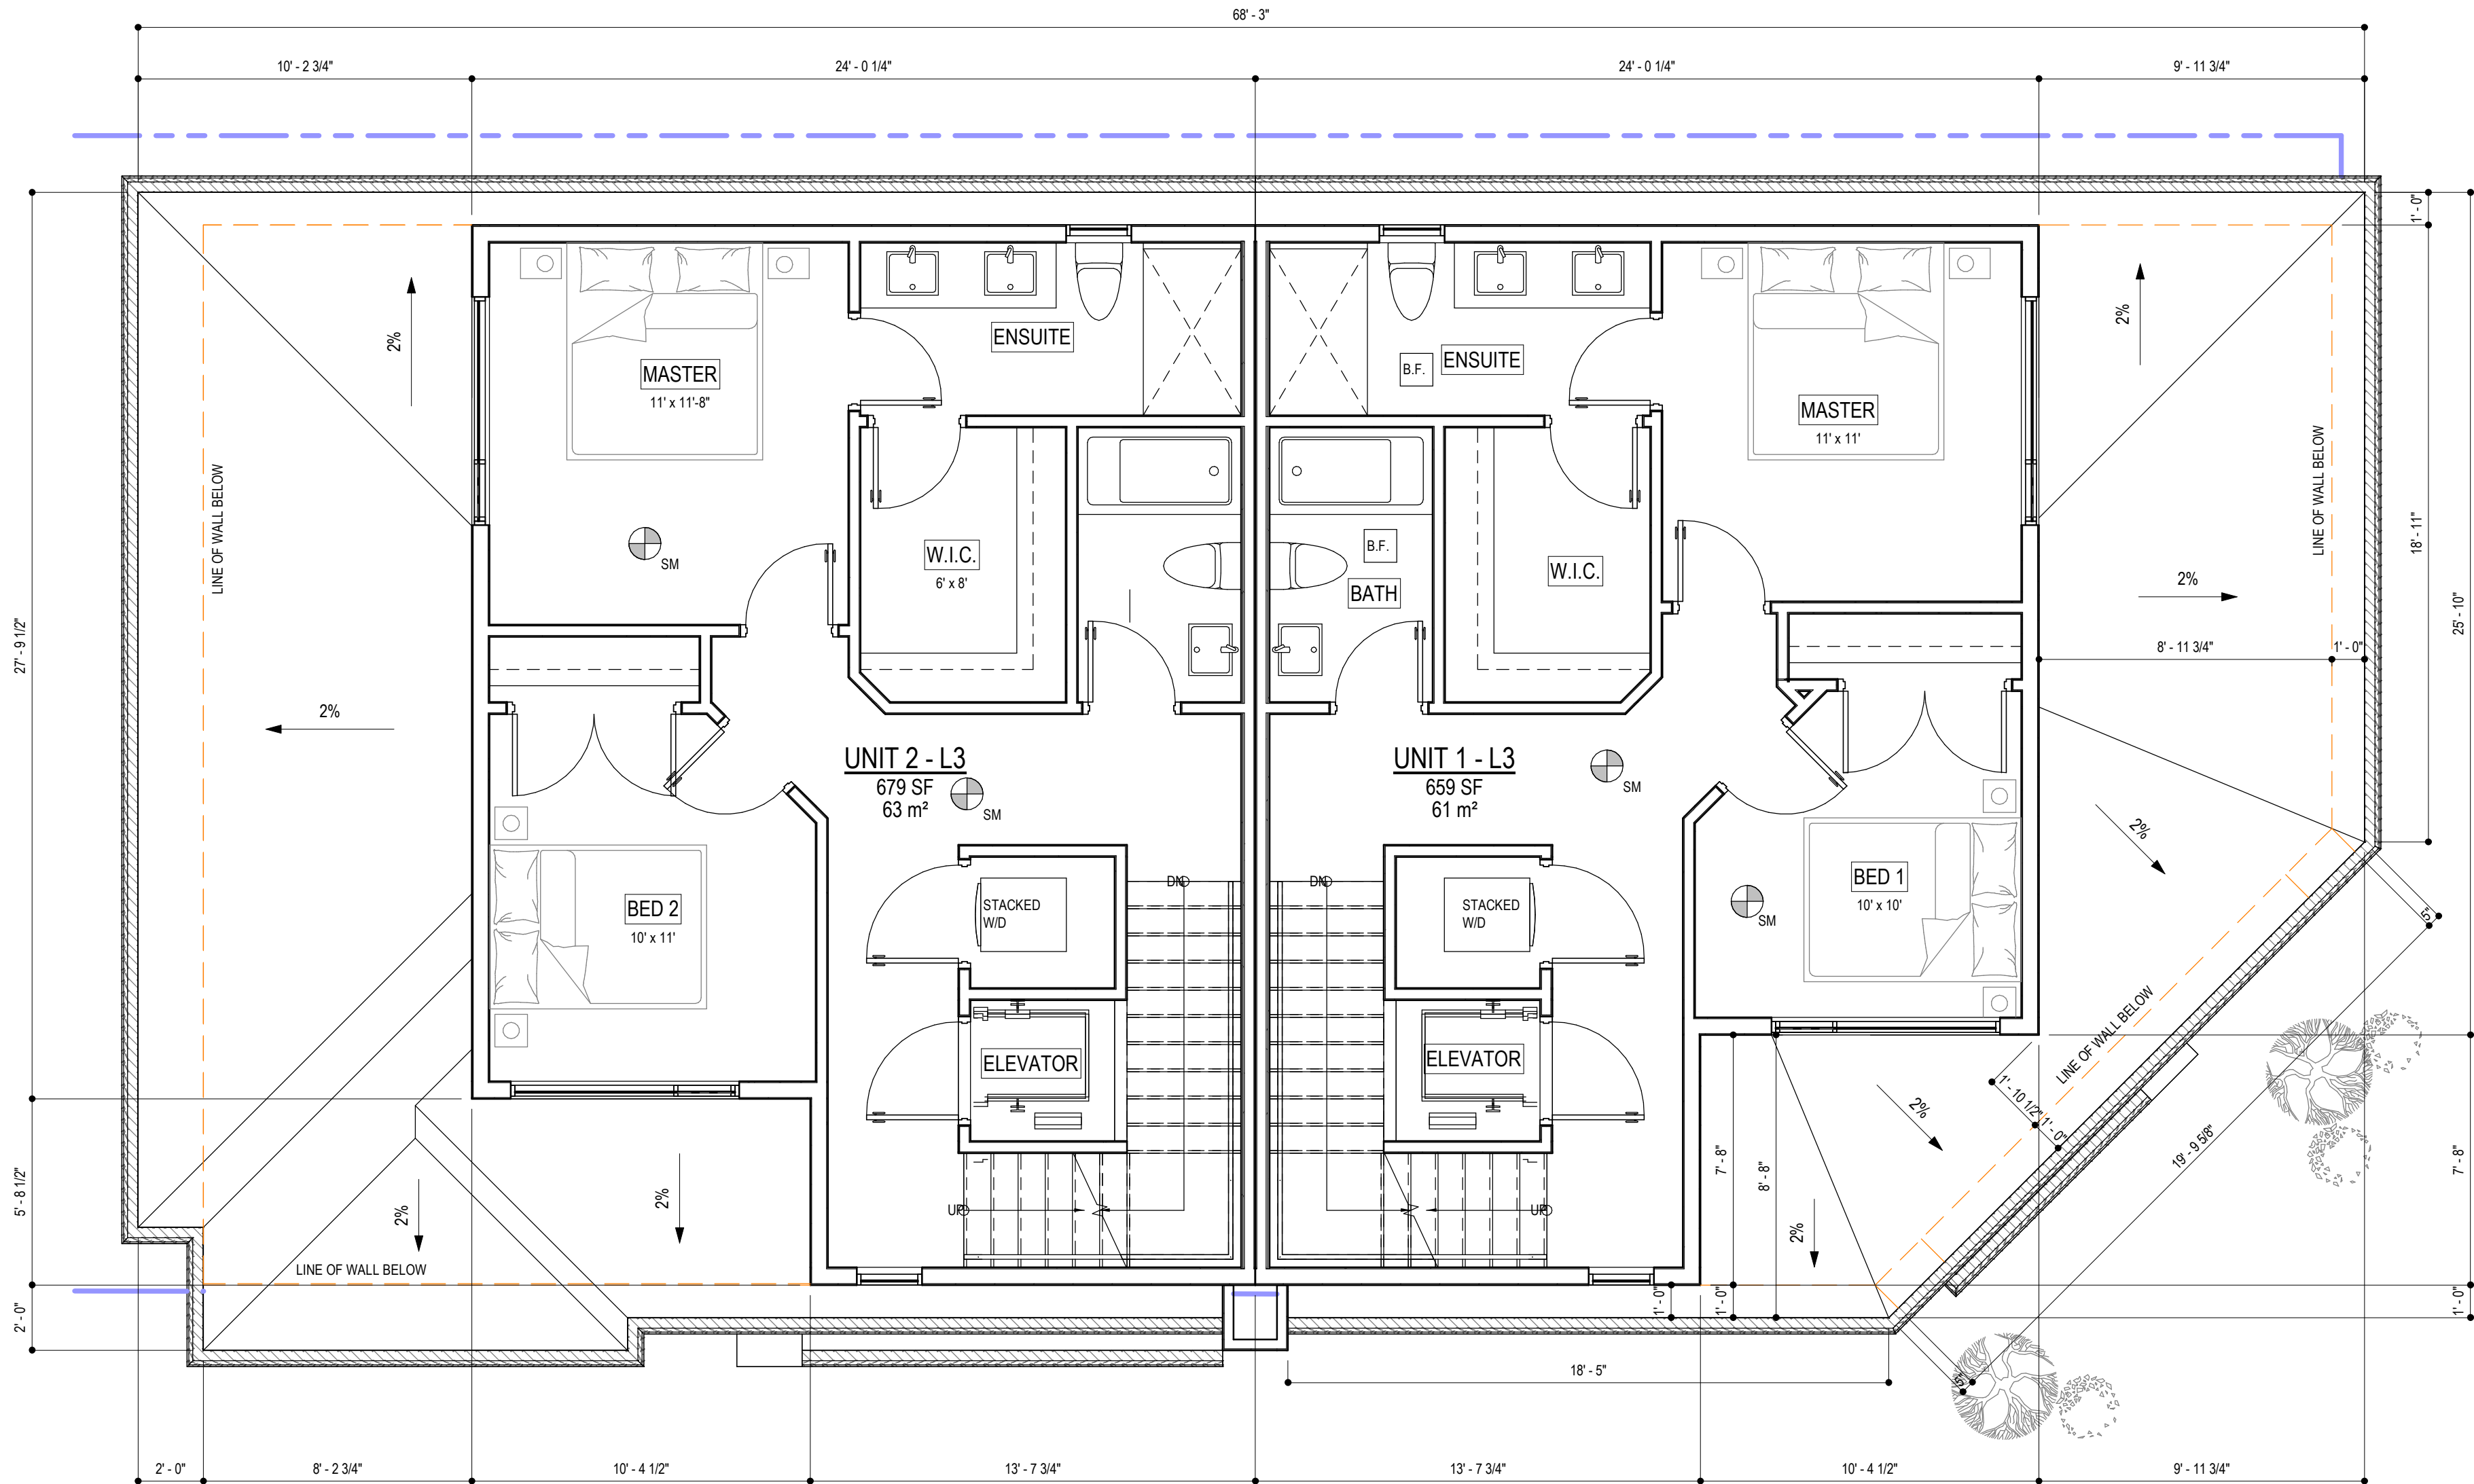 68' - 3"
10' - 2 3/4"
24' - 0 1/4"
24' - 0 1/4"
9' - 11 3/4"
1' - 0"
ENSUITE
ENSUITE
B.F.
2%
2%
MASTER
11' x 11'-8"
MASTER
11' x 11'
LINE OF WALL BELOW
LINE OF WALL BELOW
18' - 11"
SM
W.I.C.
6' x 8'
B.F.
BATH
W.I.C.
2%
27' - 9 1/2"
25' - 10"
8' - 11 3/4"
1' - 0"
2%
UNIT 2 - L3
679 SF
63 m²
SM
UNIT 1 - L3
659 SF
61 m²
SM
2%
BED 2
10' x 11'
STACKED
W/D
DN
DN
STACKED
W/D
SM
BED 1
10' x 10'
5"
ELEVATOR
ELEVATOR
LINE OF WALL BELOW
1' - 10 1/2"
1' - 0"
2%
19' - 9 5/8"
5' - 8 1/2"
2%
2%
UP
UP
7' - 8"
8' - 8"
2%
7' - 8"
LINE OF WALL BELOW
2' - 0"
1' - 0"
1' - 0"
1' - 0"
18' - 5"
5"
2' - 0"
8' - 2 3/4"
10' - 4 1/2"
13' - 7 3/4"
13' - 7 3/4"
10' - 4 1/2"
9' - 11 3/4"